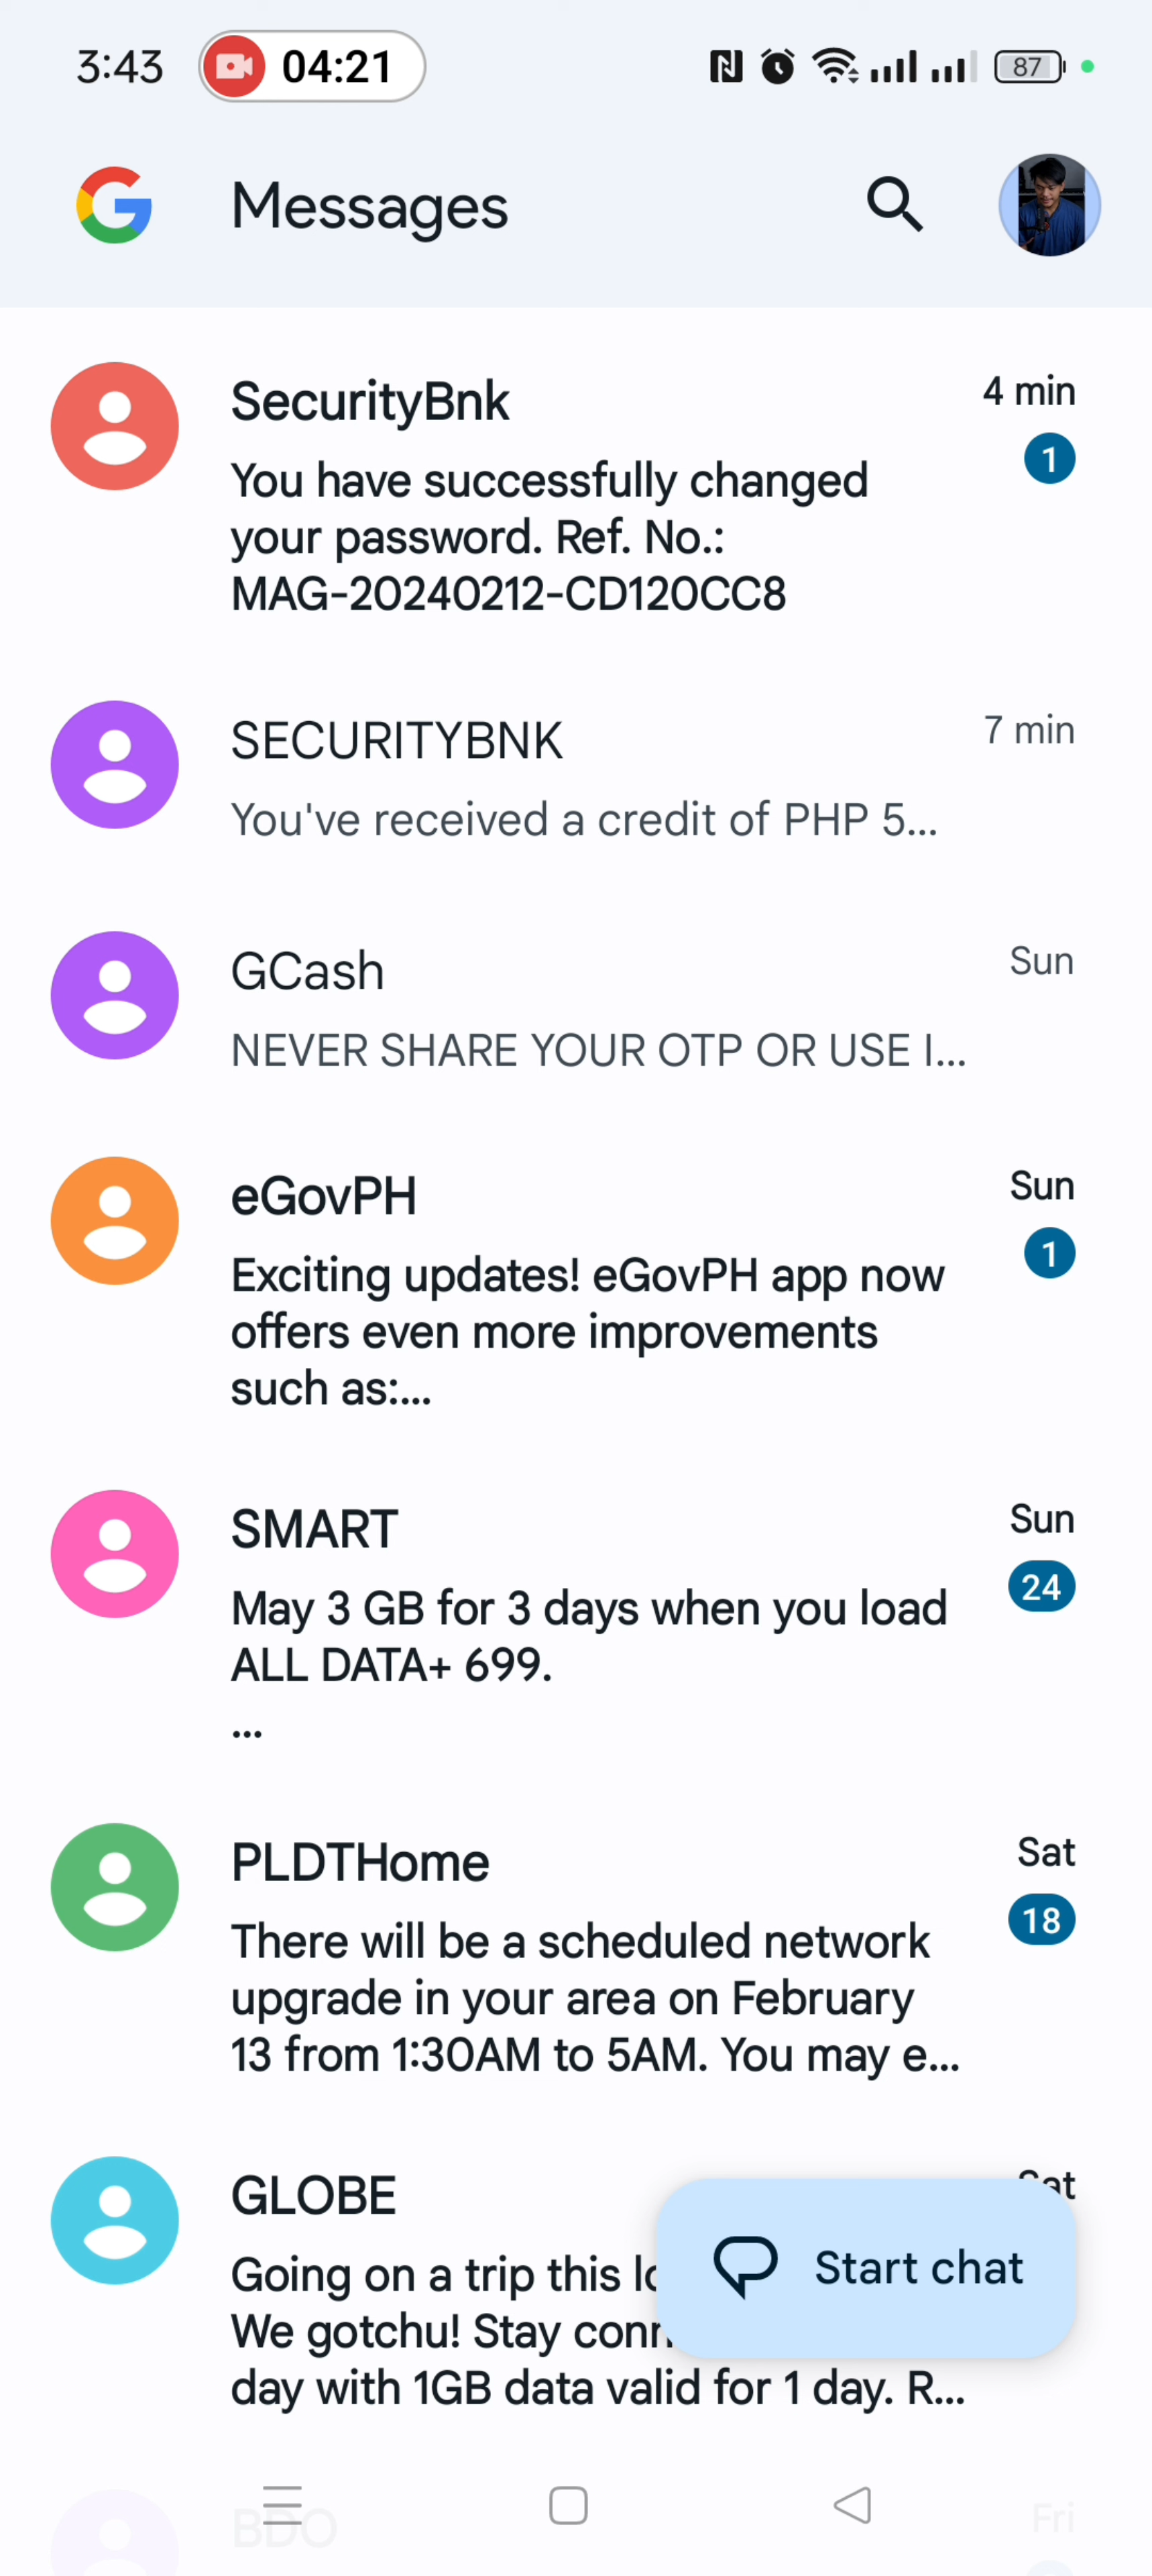 3:43 04:21 87
Messages
SecurityBnk 4 min
You have successfully changed 1
your password. Ref. No.:
MAG-20240212-CD120CC8
SECURITYBNK 7 min
You've received a credit of PHP 5...
GCash Sun
NEVER SHARE YOUR OTP OR USE I...
eGovPH Sun
1
Exciting updates! eGovPH app now
offers even more improvements
such as:...
SMART Sun
24
May 3 GB for 3 days when you load
ALL DATA+ 699.
...
PLDTHome Sat
18
There will be a scheduled network
upgrade in your area on February
13 from 1:30AM to 5AM. You may e...
GLOBE
Going on a trip this
We gotchu! Stay
day with 1GB data valid for 1 day. R...
Start chat
BDO Fri